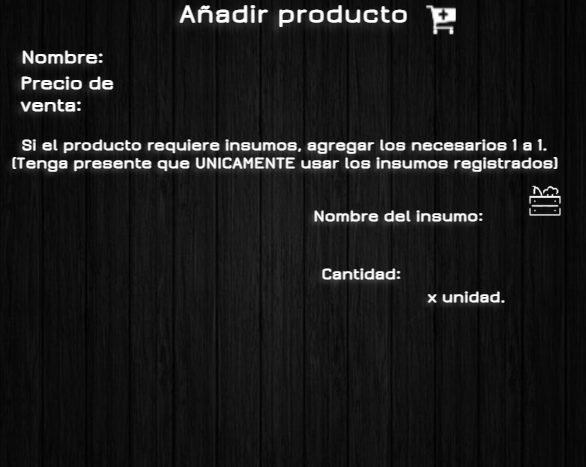 Añadir producto
Nombre:
Precio de
venta:
Si el producto requiere insumos, agregar los necesarios 1 a 1.
(Tenga presente que UNICAMENTE usar los insumos registrados)
Nombre del insumo:
Cantidad:
x unidad.